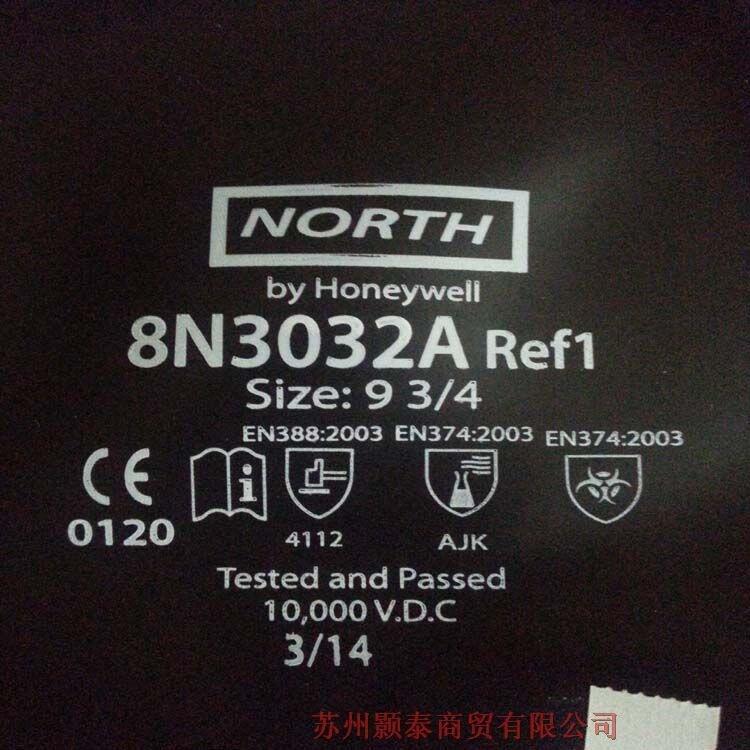 NORTH
by Honeywell
8N3032A Ref1
Size: 9 3/4
EN388:2003 EN374:2003 EN374:2003
CE
i
0120
4112
AJK
Tested and Passed
10,000 V.D.C
3/14
苏州颢泰商贸有限公司